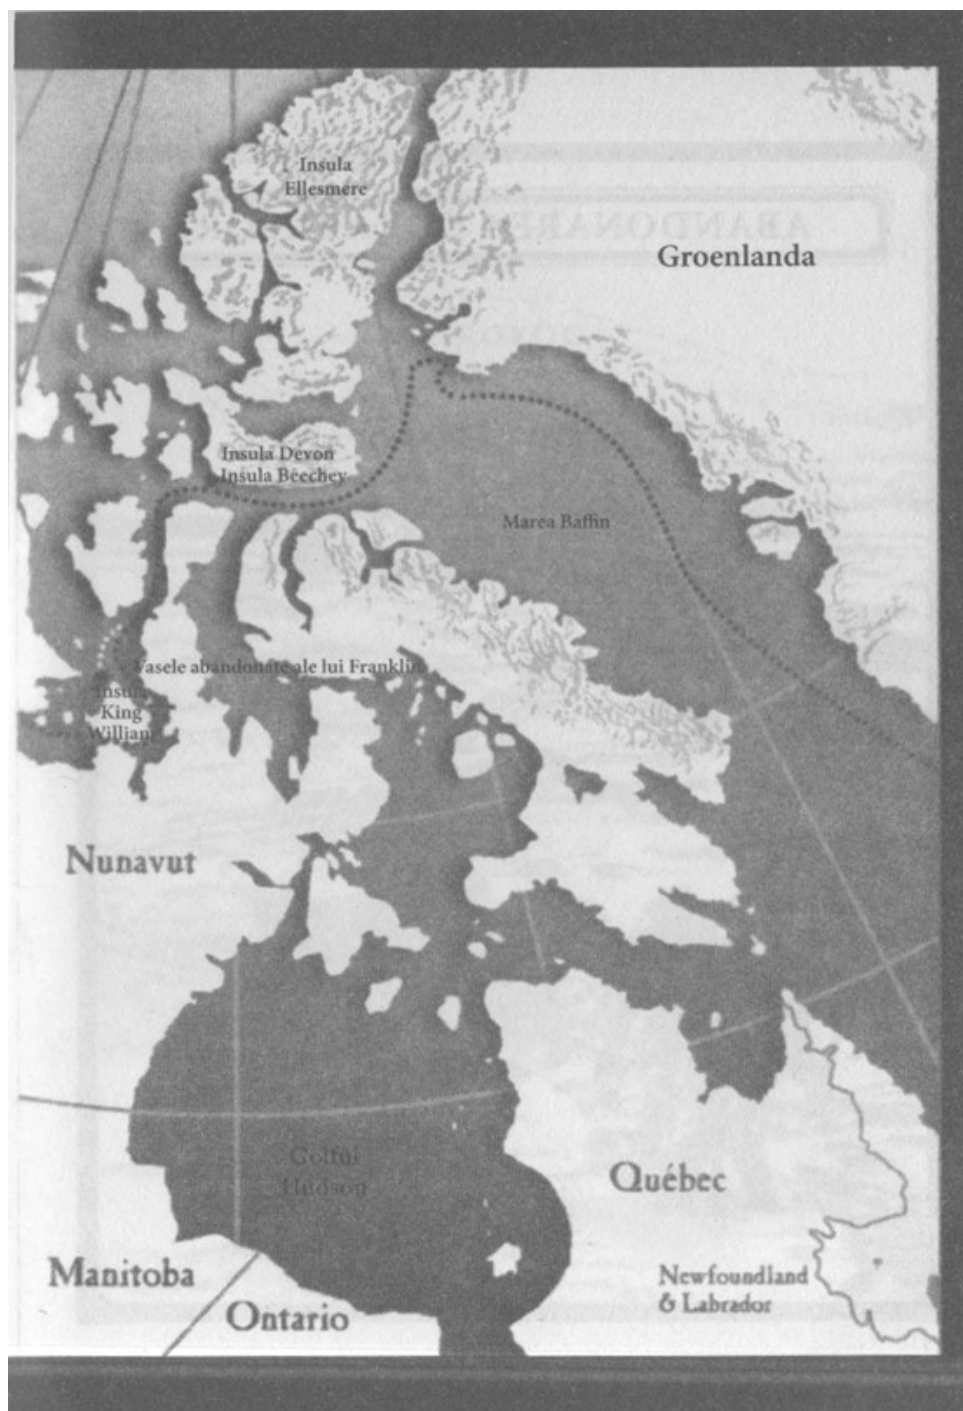 Insula
Ellesmere
ABANDONAREA
Groenlanda
Insula Devon
Insula Beechey
Marea Baffin
Vasele abandonate ale lui Franklin
Insula
King
William
Nunavut
Golful
Hudson
Québec
Manitoba
Ontario
Newfoundland
& Labrador